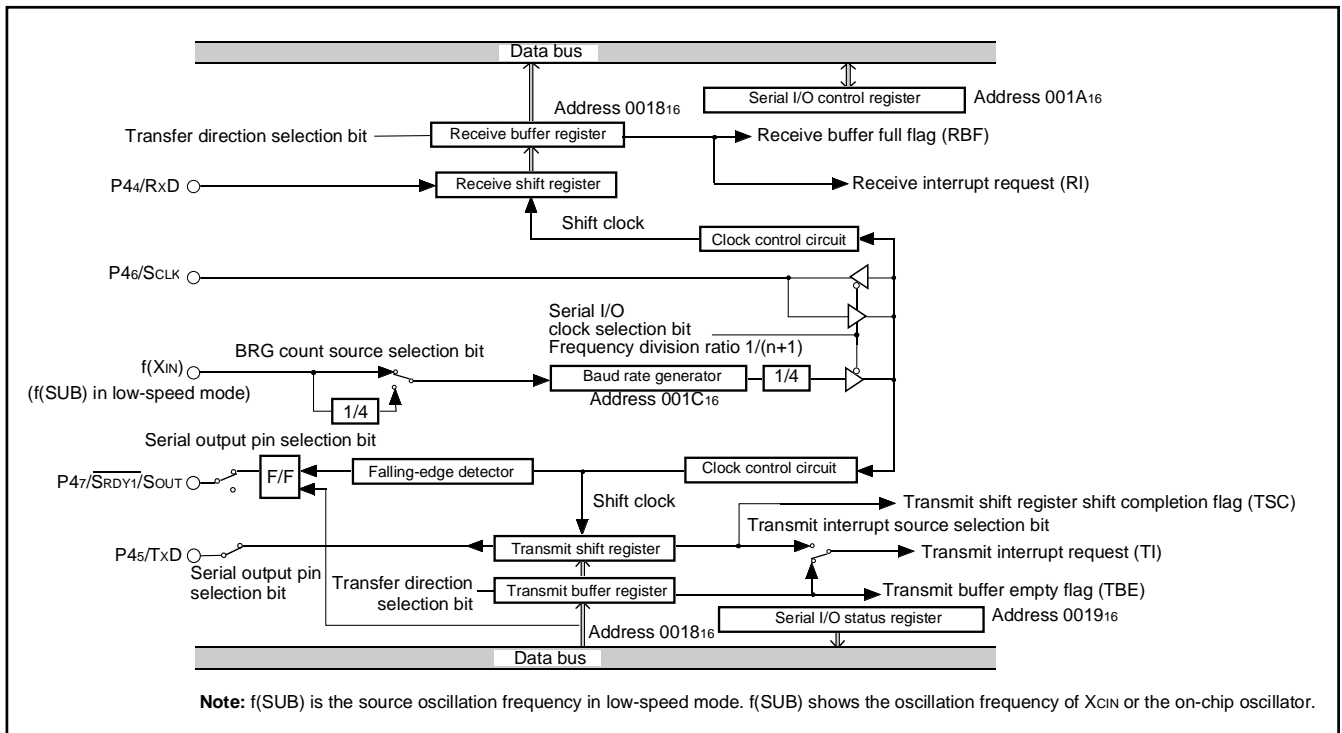 Data bus
Address 001816
Serial I/O control register
Address 001A16
Transfer direction selection bit
Receive buffer register
Receive buffer full flag (RBF)
P44/RXD
Receive shift register
Receive interrupt request (RI)
Shift clock
Clock control circuit
P46/SCLK
Serial I/O
clock selection bit
Frequency division ratio 1/(n+1)
BRG count source selection bit
f(XIN)
(f(SUB) in low-speed mode)
1/4
Baud rate generator
1/4
Address 001C16
Serial output pin selection bit
P47/SRDY1/SOUT
F/F
Falling-edge detector
Clock control circuit
Shift clock
Transmit shift register shift completion flag (TSC)
Transmit interrupt source selection bit
P45/TXD
Transmit shift register
Transmit interrupt request (TI)
Serial output pin
selection bit
Transfer direction
selection bit
Transmit buffer register
Transmit buffer empty flag (TBE)
Address 001816
Serial I/O status register
Address 001916
Data bus
Note: f(SUB) is the source oscillation frequency in low-speed mode. f(SUB) shows the oscillation frequency of XCIN or the on-chip oscillator.